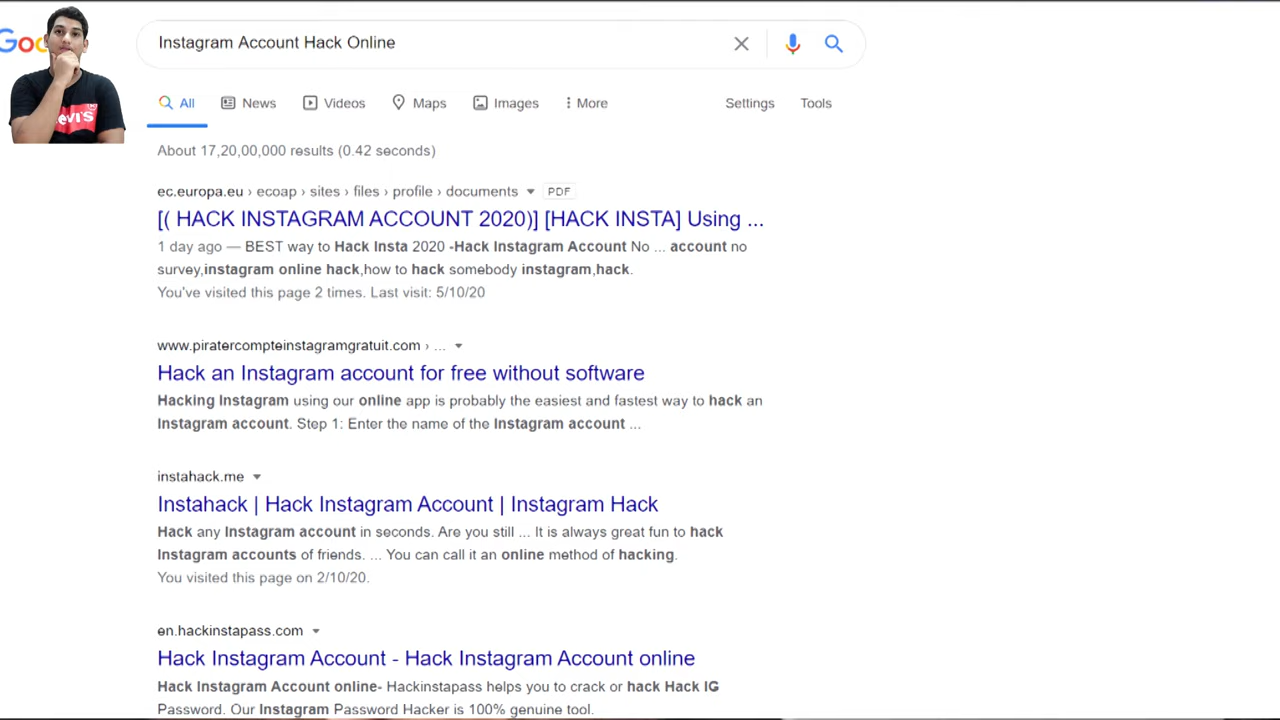 Goo
Instagram Account Hack Online
All News Videos Maps Images More Settings Tools
About 17,20,00,000 results (0.42 seconds)
ec.europa.eu › ecoap › sites › files › profile › documents PDF
[( HACK INSTAGRAM ACCOUNT 2020)] [HACK INSTA] Using ...
1 day ago — BEST way to Hack Insta 2020 -Hack Instagram Account No ... account no
survey,instagram online hack,how to hack somebody instagram,hack.
You've visited this page 2 times. Last visit: 5/10/20
www.piratercompteinstagramgratuit.com › ...
Hack an Instagram account for free without software
Hacking Instagram using our online app is probably the easiest and fastest way to hack an
Instagram account. Step 1: Enter the name of the Instagram account ...
instahack.me
Instahack | Hack Instagram Account | Instagram Hack
Hack any Instagram account in seconds. Are you still ... It is always great fun to hack
Instagram accounts of friends. ... You can call it an online method of hacking.
You visited this page on 2/10/20.
en.hackinstapass.com
Hack Instagram Account - Hack Instagram Account online
Hack Instagram Account online- Hackinstapass helps you to crack or hack Hack IG
Password. Our Instagram Password Hacker is 100% genuine tool.